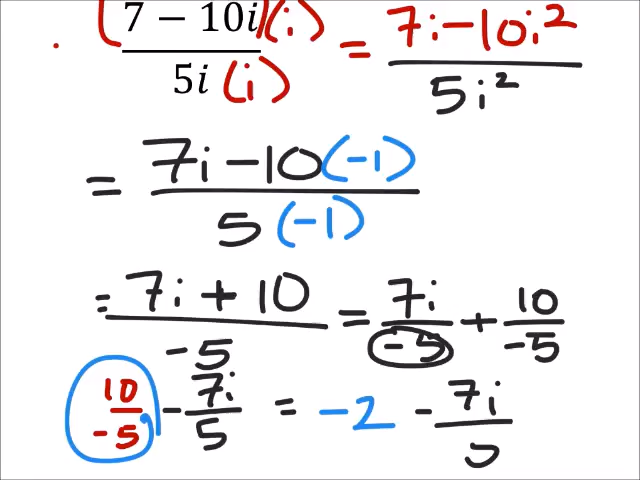 (7 − 10i)(i) / 5i(i) = 7i − 10i² / 5i²
= 7i − 10(−1) / 5(−1)
= 7i + 10 / −5 = 7i / −5 + 10 / −5
10 / −5 − 7i / 5 = −2 − 7i / 5